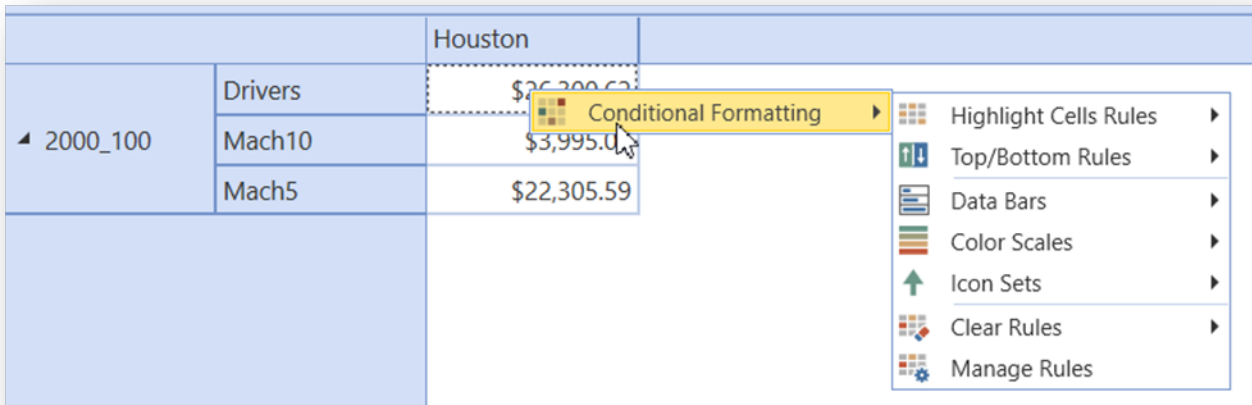 Houston
Drivers
2000_100
Mach10
$3,995.0
Mach5
$22,305.59
Conditional Formatting
Highlight Cells Rules
Top/Bottom Rules
Data Bars
Color Scales
Icon Sets
Clear Rules
Manage Rules